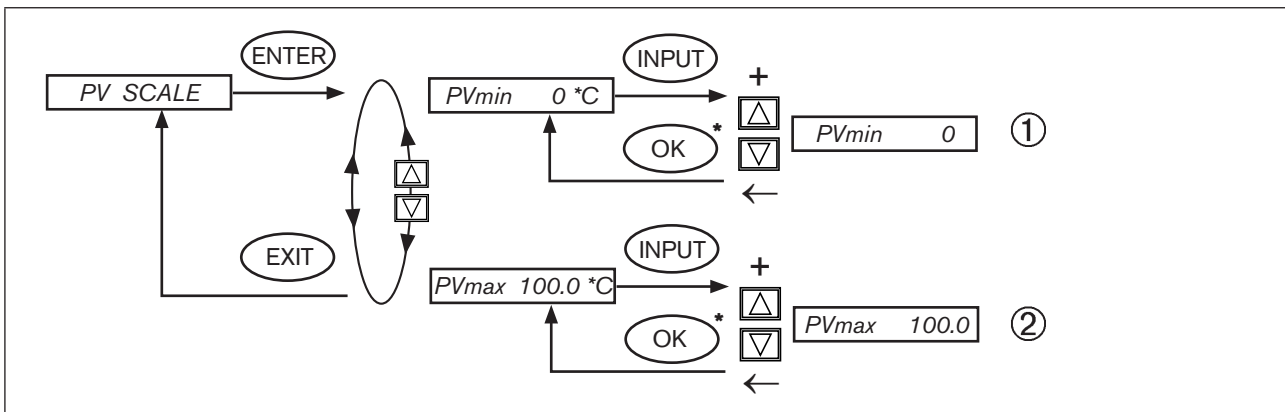 ENTER
PV SCALE
EXIT
PVmin 0 *C
INPUT
OK *
+
←
PVmin 0
①
PVmax 100.0 *C
INPUT
OK *
+
←
PVmax 100.0
②